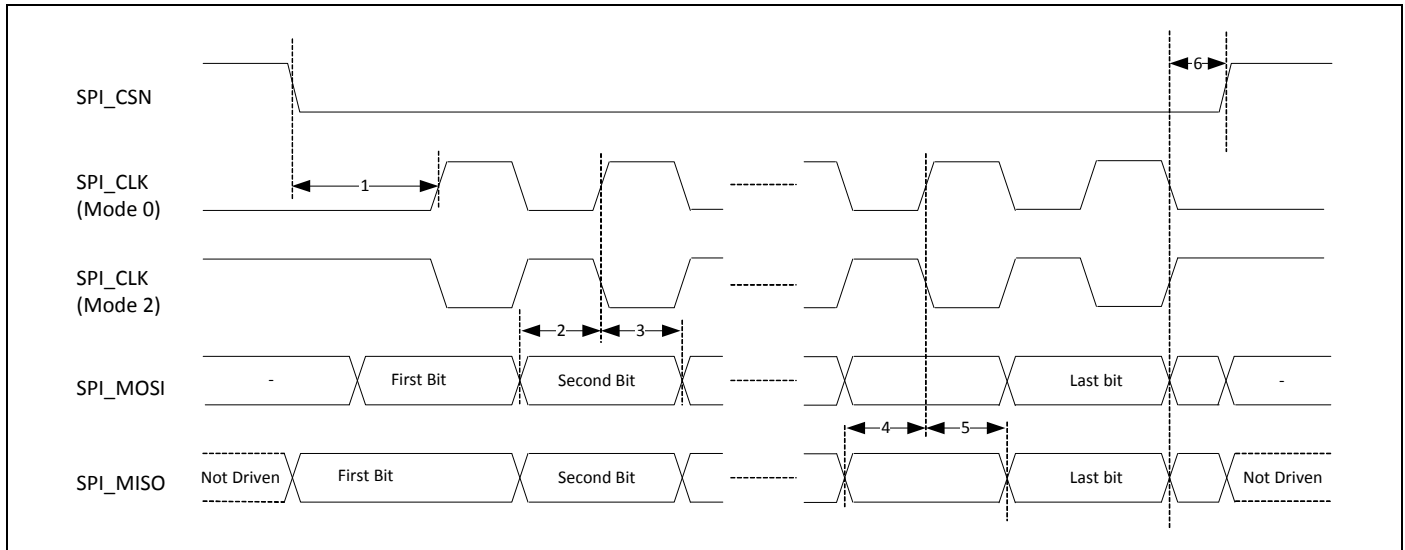 6
SPI_CSN
SPI_CLK
(Mode 0)
1
SPI_CLK
(Mode 2)
2 3
SPI_MOSI - First Bit Second Bit Last bit -
4 5
SPI_MISO Not Driven First Bit Second Bit Last bit Not Driven